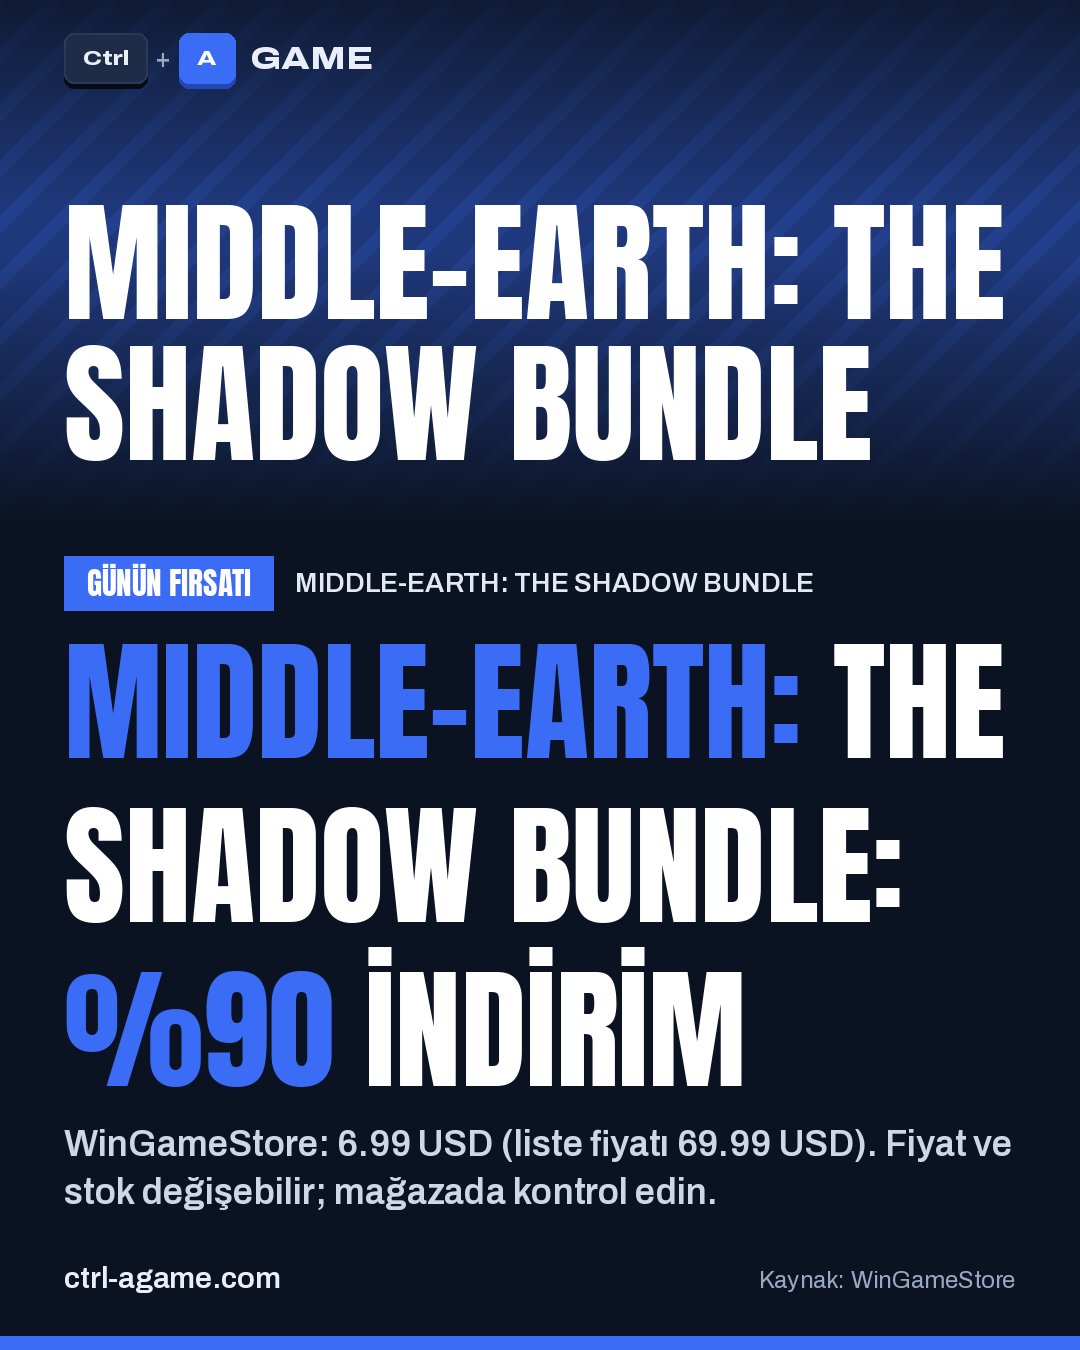 Ctrl + A GAME
MIDDLE-EARTH: THE
SHADOW BUNDLE
GÜNÜN FIRSATI MIDDLE-EARTH: THE SHADOW BUNDLE
MIDDLE-EARTH: THE
SHADOW BUNDLE:
%90 İNDİRİM
WinGameStore: 6.99 USD (liste fiyatı 69.99 USD). Fiyat ve
stok değişebilir; mağazada kontrol edin.
ctrl-agame.com Kaynak: WinGameStore